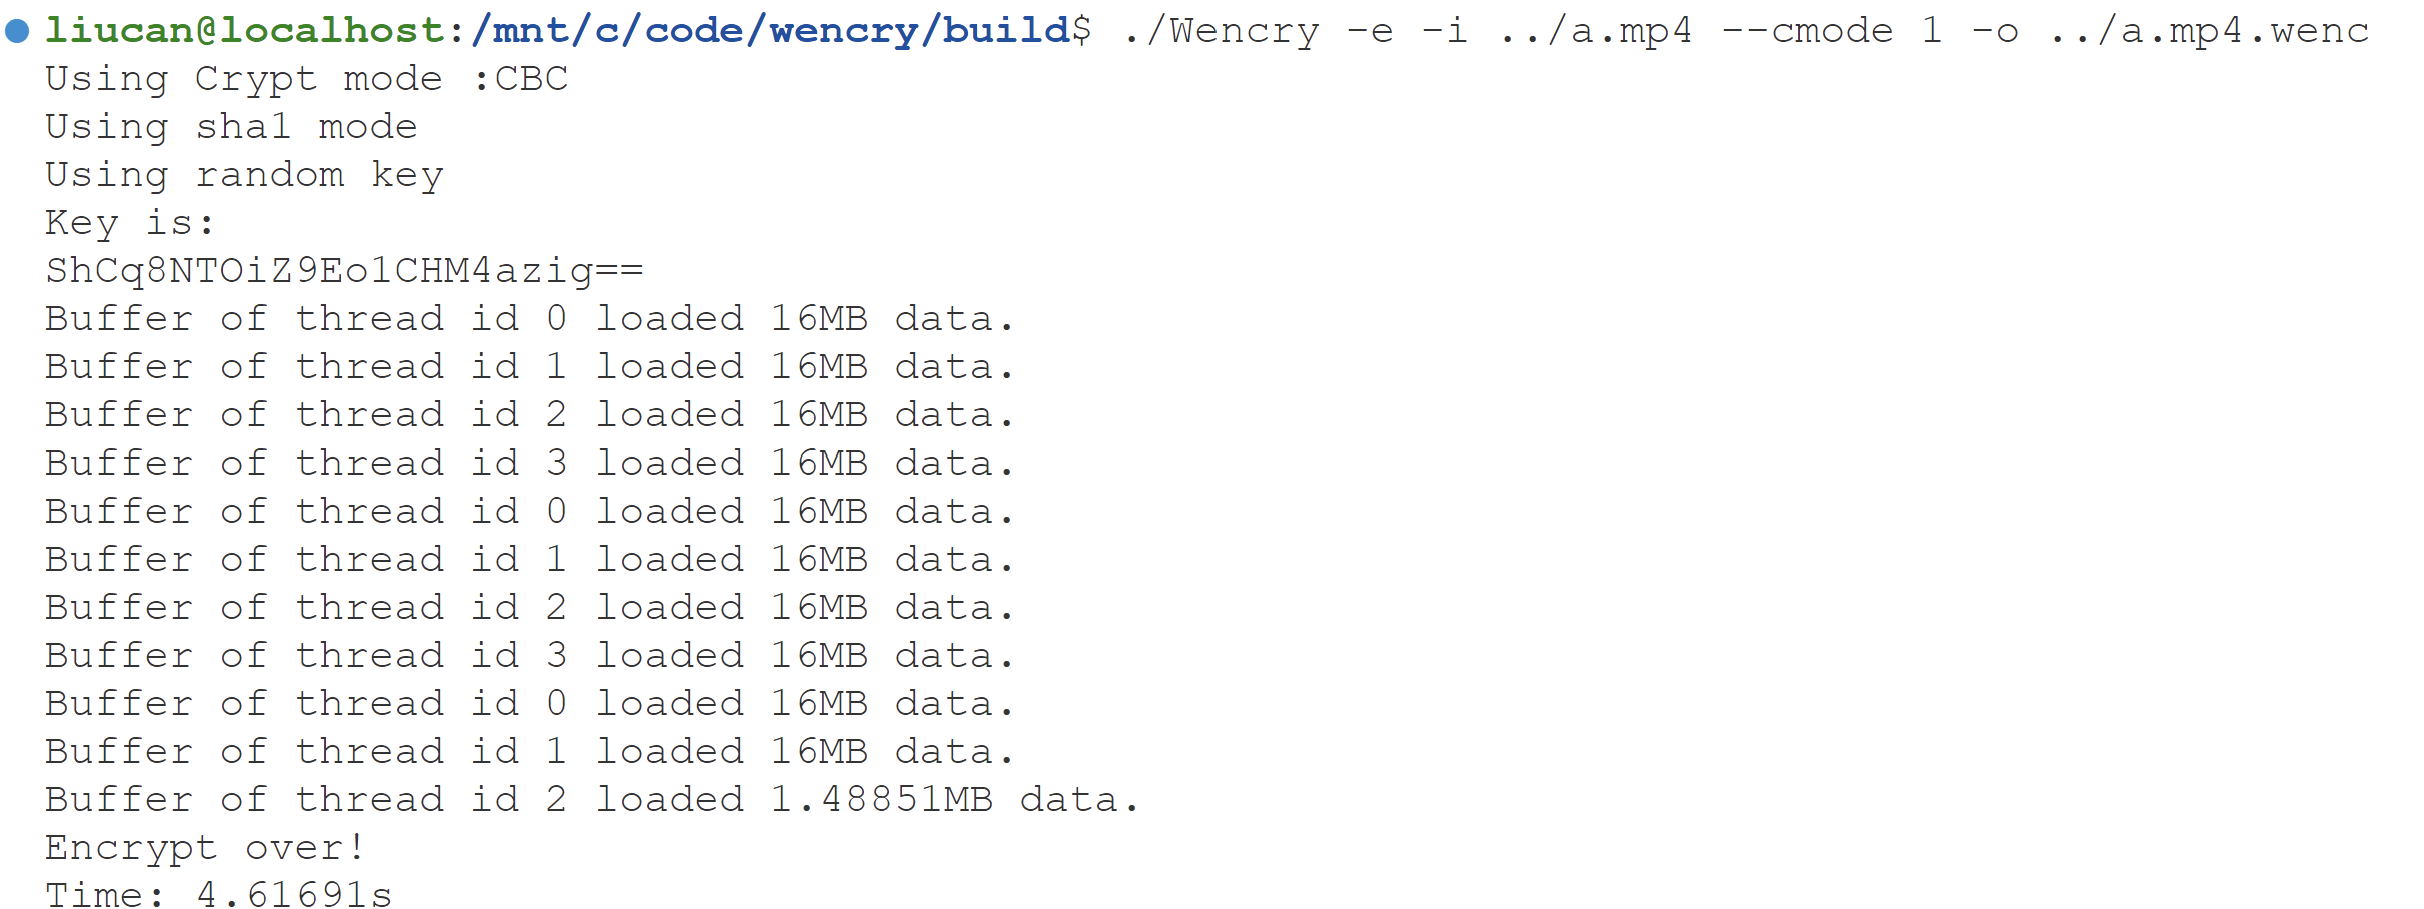 liucan@localhost:/mnt/c/code/wencry/build$ ./Wencry -e -i ../a.mp4 --cmode 1 -o ../a.mp4.wenc
Using Crypt mode :CBC
Using sha1 mode
Using random key
Key is:
ShCq8NTOiZ9Eo1CHM4azig==
Buffer of thread id 0 loaded 16MB data.
Buffer of thread id 1 loaded 16MB data.
Buffer of thread id 2 loaded 16MB data.
Buffer of thread id 3 loaded 16MB data.
Buffer of thread id 0 loaded 16MB data.
Buffer of thread id 1 loaded 16MB data.
Buffer of thread id 2 loaded 16MB data.
Buffer of thread id 3 loaded 16MB data.
Buffer of thread id 0 loaded 16MB data.
Buffer of thread id 1 loaded 16MB data.
Buffer of thread id 2 loaded 1.48851MB data.
Encrypt over!
Time: 4.61691s